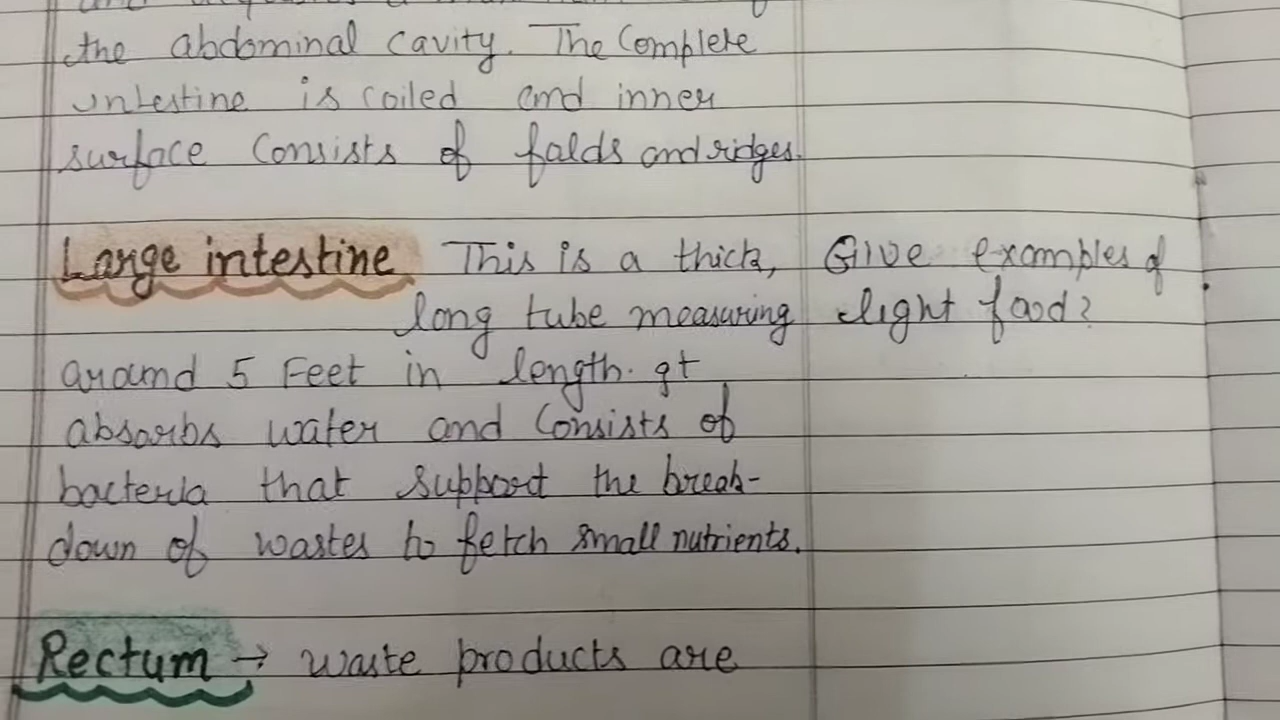 the abdominal cavity. The Complete
intestine is coiled and inner
surface Consists of falds and ridges.
Large intestine This is a thick,
long tube measuring
around 5 Feet in length. It
absorbs water and Consists of
bacteria that support the break-
down of wastes to fetch small nutrients.
Rectum → waste products are
Give examples of
light food?